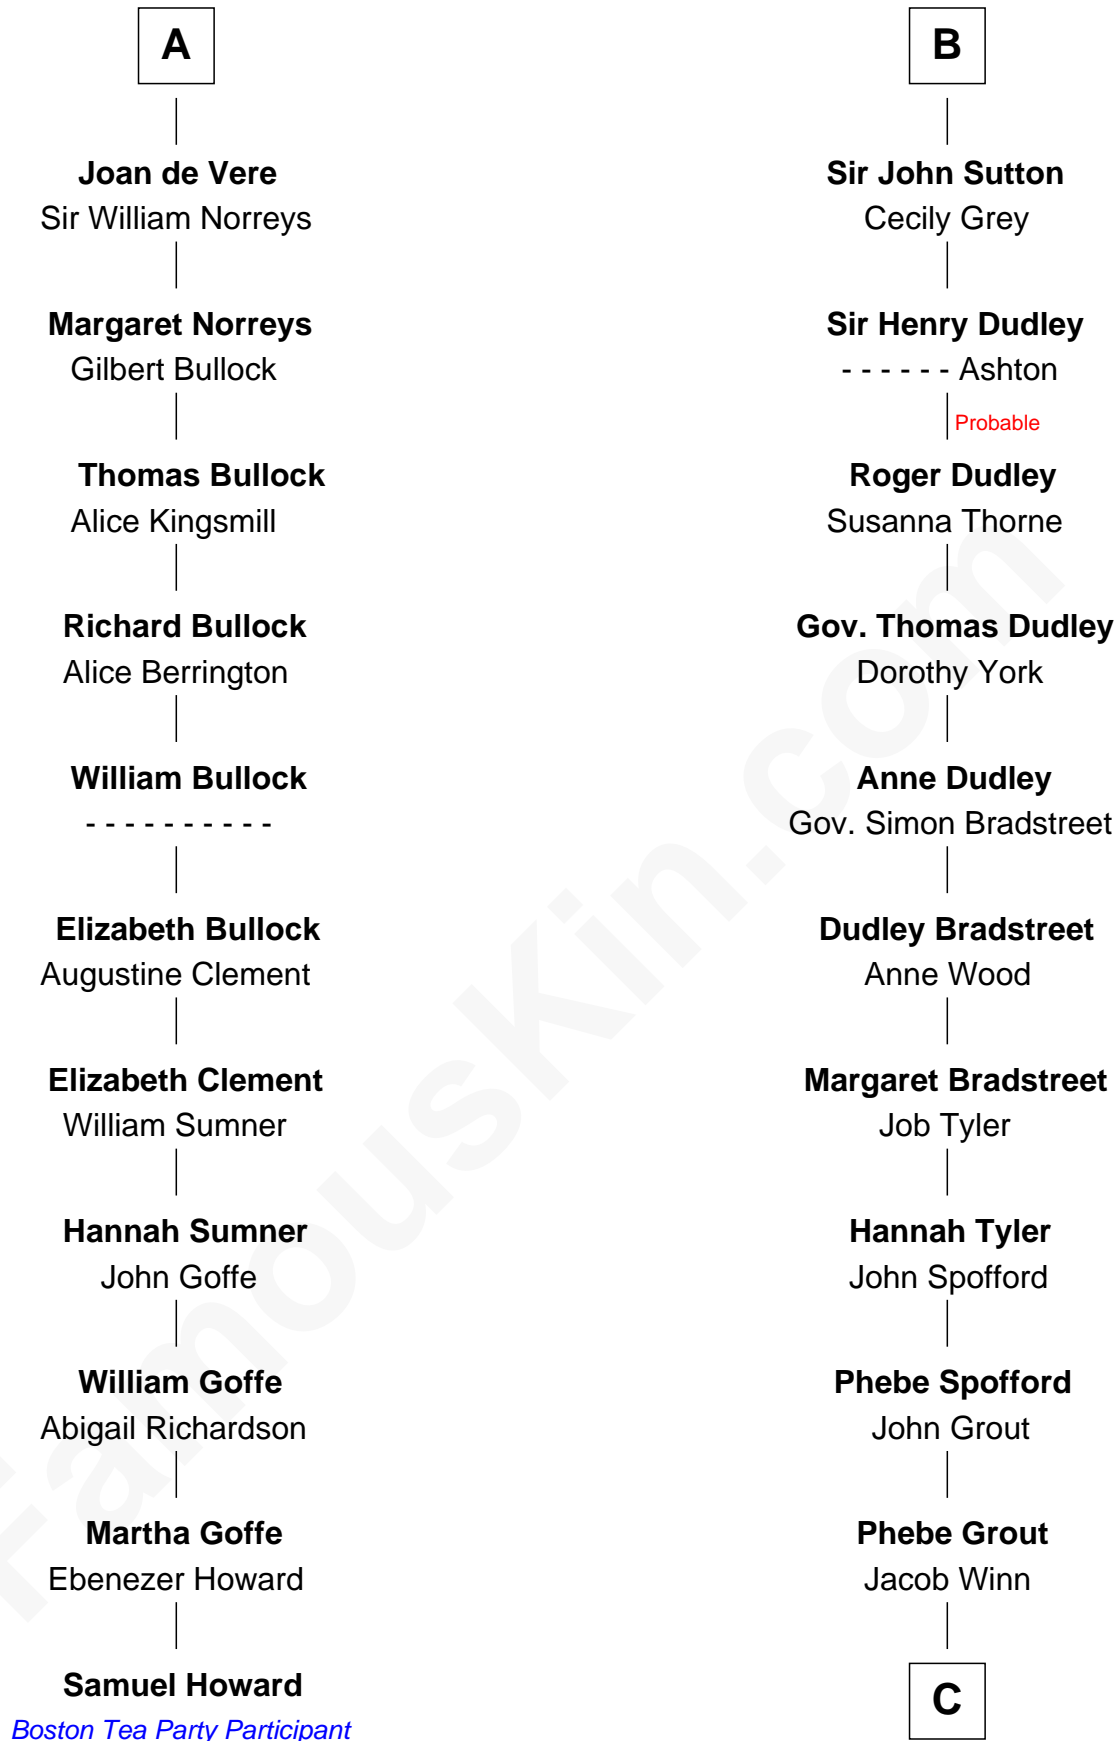 A
Joan de Vere
Sir William Norreys
Margaret Norreys
Gilbert Bullock
Thomas Bullock
Alice Kingsmill
Richard Bullock
Alice Berrington
William Bullock
- - - - - - - - - -
Elizabeth Bullock
Augustine Clement
Elizabeth Clement
William Sumner
Hannah Sumner
John Goffe
William Goffe
Abigail Richardson
Martha Goffe
Ebenezer Howard
Samuel Howard
Boston Tea Party Participant
B
Sir John Sutton
Cecily Grey
Sir Henry Dudley
- - - - - - Ashton
Probable
Roger Dudley
Susanna Thorne
Gov. Thomas Dudley
Dorothy York
Anne Dudley
Gov. Simon Bradstreet
Dudley Bradstreet
Anne Wood
Margaret Bradstreet
Job Tyler
Hannah Tyler
John Spofford
Phebe Spofford
John Grout
Phebe Grout
Jacob Winn
C
FamousKin.com